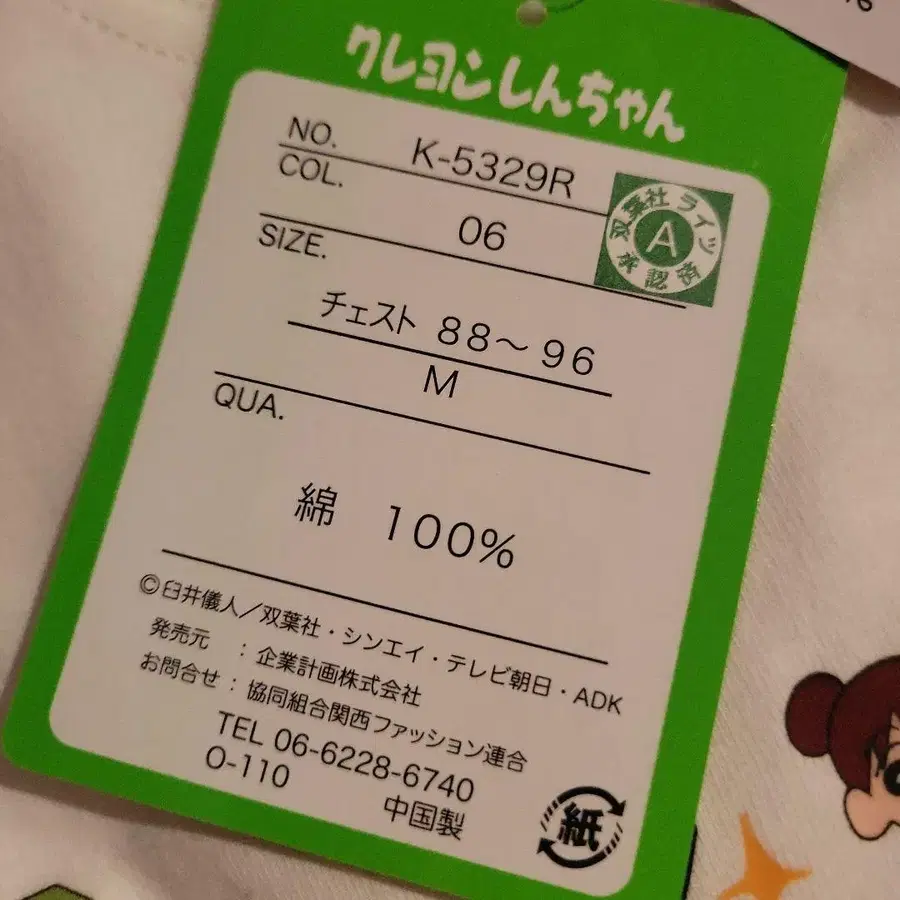 クレヨンしんちゃん
NO. K-5329R
COL. 06
双葉社ライツ
A
承認済
SIZE. チェスト 88～96
M
QUA.
綿 100%
©臼井儀人／双葉社・シンエイ・テレビ朝日・ADK
発売元 : 企業計画株式会社
お問合せ : 協同組合関西ファッション連合
TEL 06-6228-6740
O-110 中国製
紙